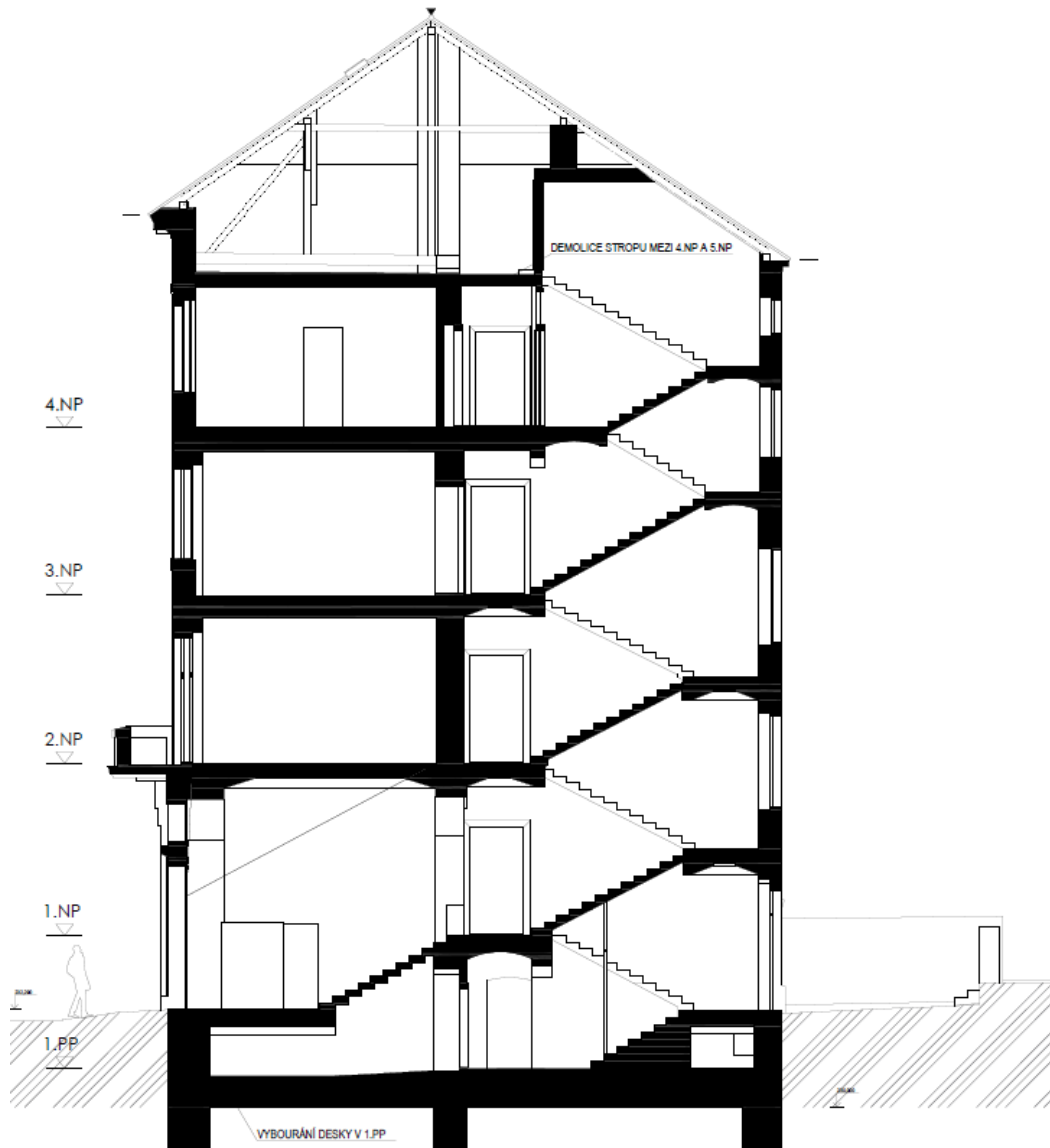 DEMOLICE STROPU MEZI 4.NP A 5.NP
4.NP
3.NP
2.NP
1.NP
1.PP
VYBOURÁNÍ DESKY V 1.PP